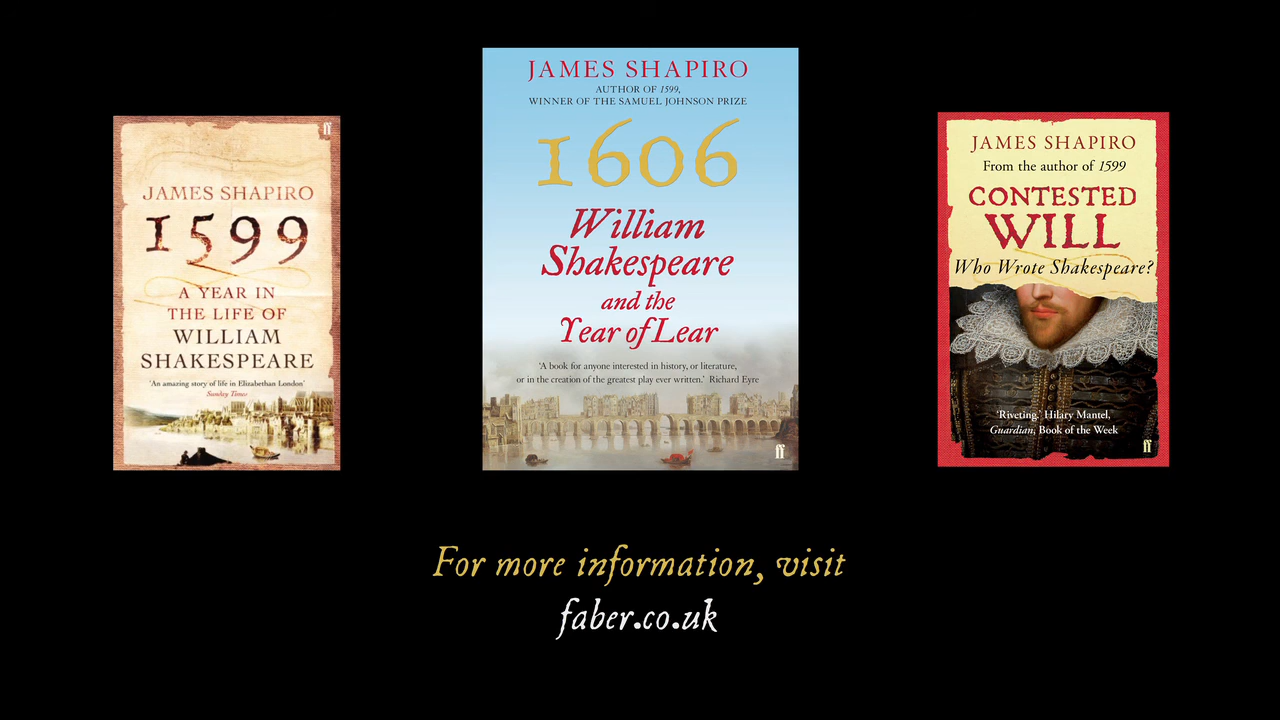 JAMES SHAPIRO
1599
A YEAR IN
THE LIFE OF
WILLIAM
SHAKESPEARE
'An amazing story of life in Elizabethan London'
Sunday Times
ff
JAMES SHAPIRO
AUTHOR OF 1599,
WINNER OF THE SAMUEL JOHNSON PRIZE
1606
William
Shakespeare
and the
Year of Lear
'A book for anyone interested in history, or literature,
or in the creation of the greatest play ever written.' Richard Eyre
ff
JAMES SHAPIRO
From the author of 1599
CONTESTED
WILL
Who Wrote Shakespeare?
'Riveting.' Hilary Mantel,
Guardian, Book of the Week
ff
For more information, visit
faber.co.uk